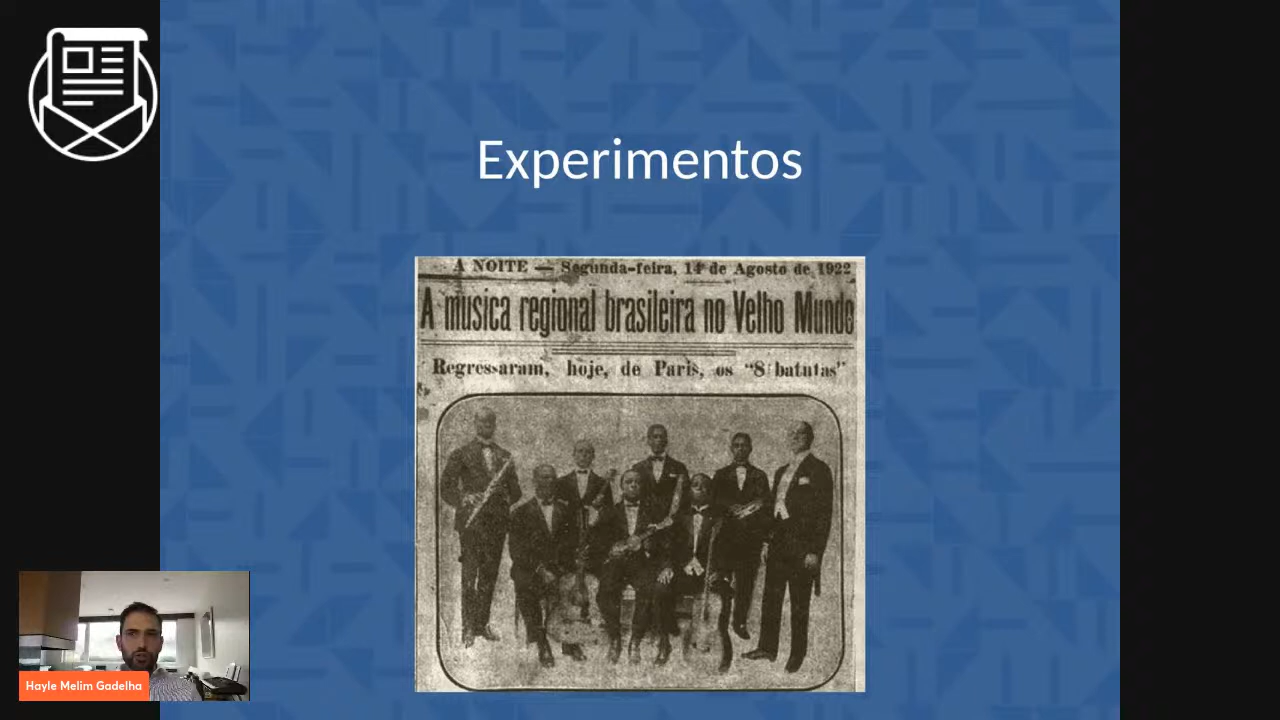 Experimentos
A NOITE — Segunda-feira, 14 de Agosto de 1922
A musica regional brasileira no Velho Mundo
Regressaram, hoje, de Paris, os "8 batutas"
Hayle Melim Gadelha